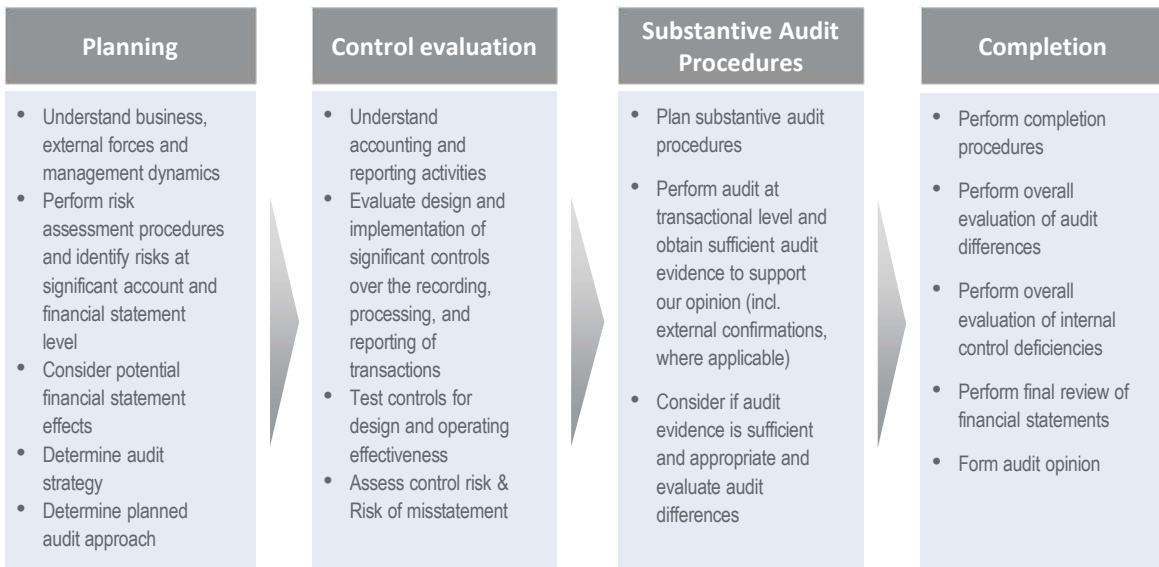 Planning
• Understand business,
external forces and
management dynamics
• Perform risk
assessment procedures
and identify risks at
significant account and
financial statement
level
• Consider potential
financial statement
effects
• Determine audit
strategy
• Determine planned
audit approach
Control evaluation
• Understand
accounting and
reporting activities
• Evaluate design and
implementation of
significant controls
over the recording,
processing, and
reporting of
transactions
• Test controls for
design and operating
effectiveness
• Assess control risk &
Risk of misstatement
Substantive Audit
Procedures
• Plan substantive audit
procedures
• Perform audit at
transactional level and
obtain sufficient audit
evidence to support
our opinion (incl.
external confirmations,
where applicable)
• Consider if audit
evidence is sufficient
and appropriate and
evaluate audit
differences
Completion
• Perform completion
procedures
• Perform overall
evaluation of audit
differences
• Perform overall
evaluation of internal
control deficiencies
• Perform final review of
financial statements
• Form audit opinion